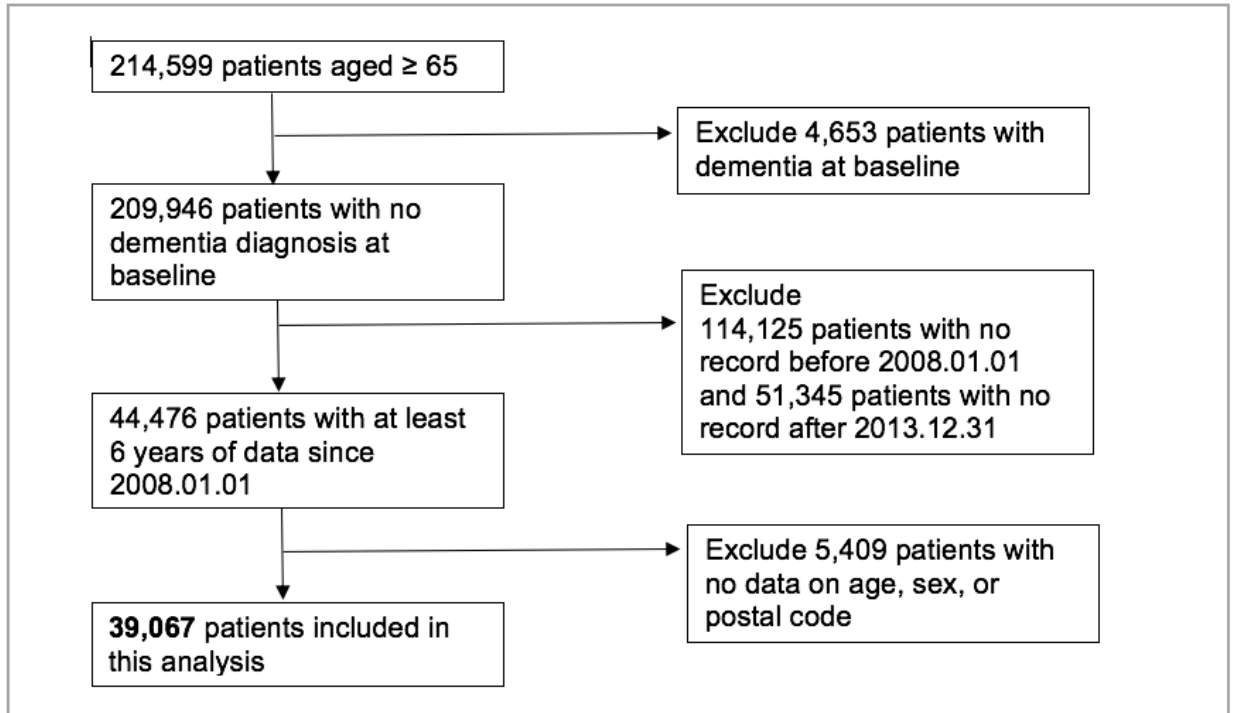 214,599 patients aged ≥ 65
Exclude 4,653 patients with
dementia at baseline
209,946 patients with no
dementia diagnosis at
baseline
Exclude
114,125 patients with no
record before 2008.01.01
and 51,345 patients with no
record after 2013.12.31
44,476 patients with at least
6 years of data since
2008.01.01
Exclude 5,409 patients with
no data on age, sex, or
postal code
39,067 patients included in
this analysis